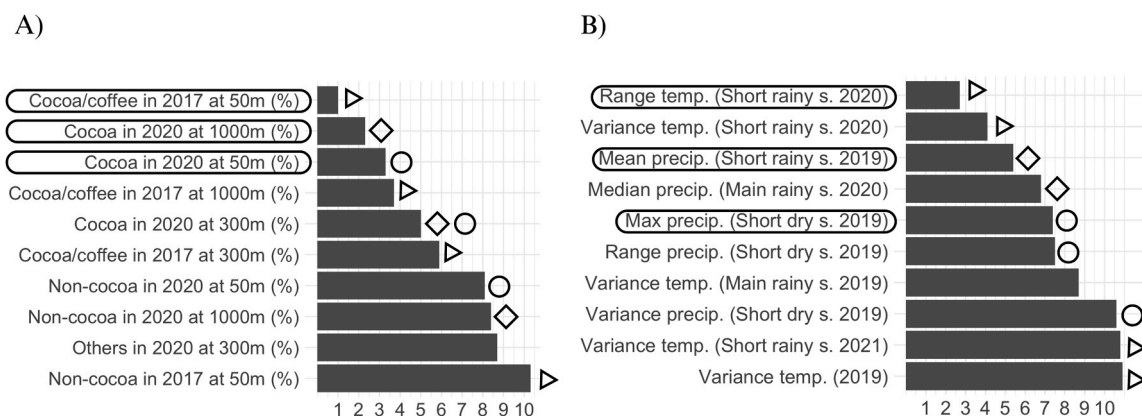 A)
Cocoa/coffee in 2017 at 50m (%)
Cocoa in 2020 at 1000m (%)
Cocoa in 2020 at 50m (%)
Cocoa/coffee in 2017 at 1000m (%)
Cocoa in 2020 at 300m (%)
Cocoa/coffee in 2017 at 300m (%)
Non-cocoa in 2020 at 50m (%)
Non-cocoa in 2020 at 1000m (%)
Others in 2020 at 300m (%)
Non-cocoa in 2017 at 50m (%)
1 2 3 4 5 6 7 8 9 10
B)
Range temp. (Short rainy s. 2020)
Variance temp. (Short rainy s. 2020)
Mean precip. (Short rainy s. 2019)
Median precip. (Main rainy s. 2020)
Max precip. (Short dry s. 2019)
Range precip. (Short dry s. 2019)
Variance temp. (Main rainy s. 2019)
Variance precip. (Short dry s. 2019)
Variance temp. (Short rainy s. 2021)
Variance temp. (2019)
1 2 3 4 5 6 7 8 9 10